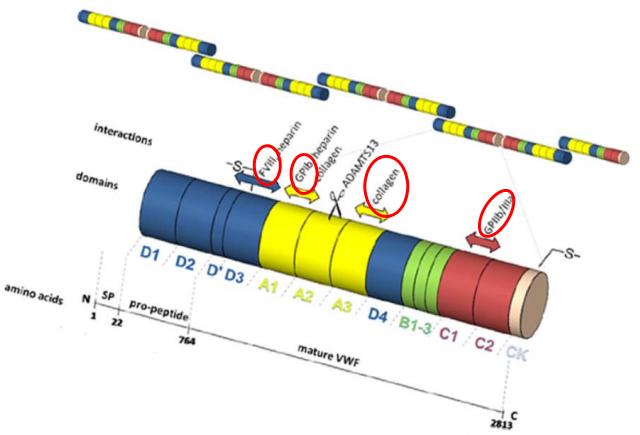 interactions
-S-
FVIII, heparin
GPIb, heparin
collagen
ADAMTS13
collagen
GPIIb/IIIa
-S-
domains
D1
D2
D'
D3
A1
A2
A3
D4
B1-3
C1
C2
CK
amino acids
N
SP
pro-peptide
mature VWF
C
1
22
764
2813